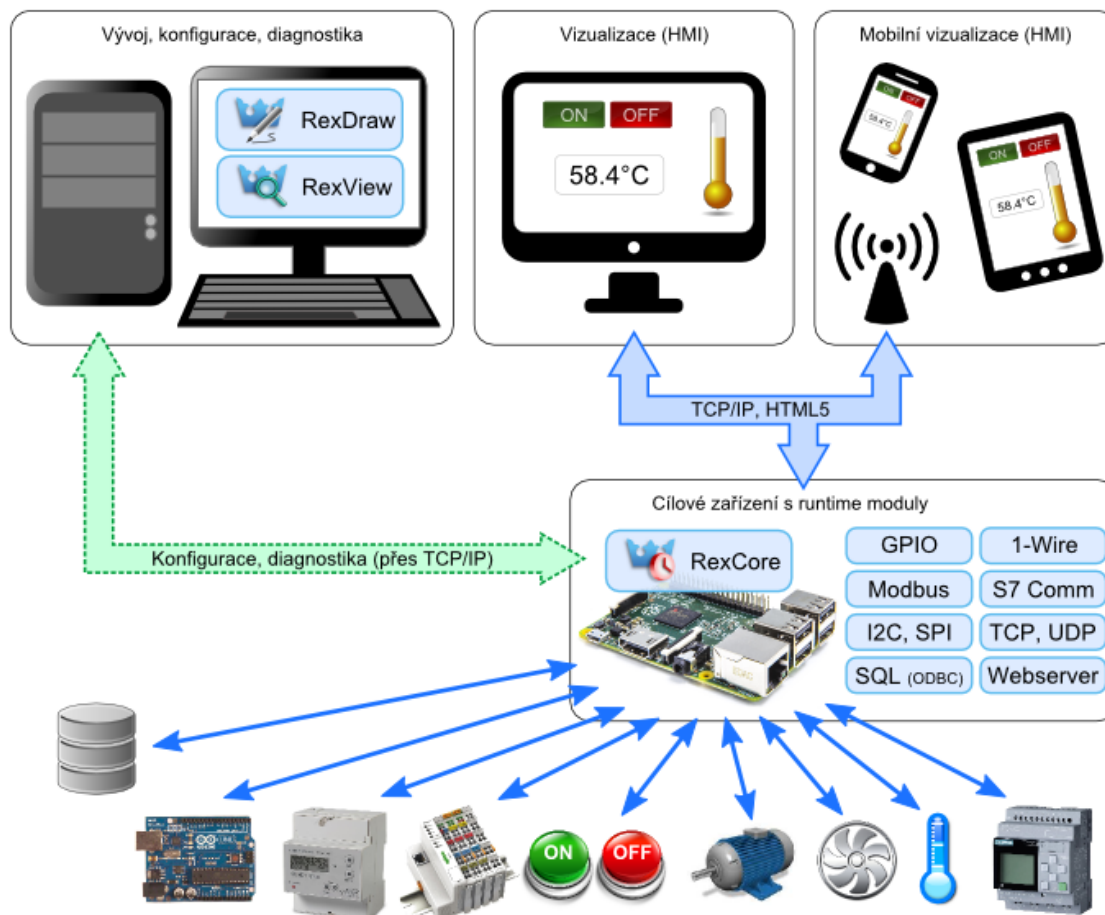 Vývoj, konfigurace, diagnostika
RexDraw
RexView
Vizualizace (HMI)
ON OFF
58.4°C
Mobilní vizualizace (HMI)
ON OFF
58.4°C
ON OFF
58.4°C
TCP/IP, HTML5
Konfigurace, diagnostika (přes TCP/IP)
Cílové zařízení s runtime moduly
RexCore
GPIO 1-Wire
Modbus S7 Comm
I2C, SPI TCP, UDP
SQL (ODBC) Webserver
ON OFF